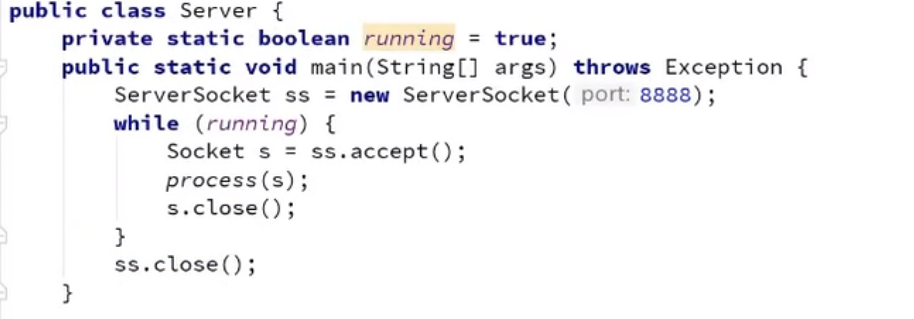 public class Server {
private static boolean running = true;
public static void main(String[] args) throws Exception {
ServerSocket ss = new ServerSocket( port: 8888);
while (running) {
Socket s = ss.accept();
process(s);
s.close();
}
ss.close();
}